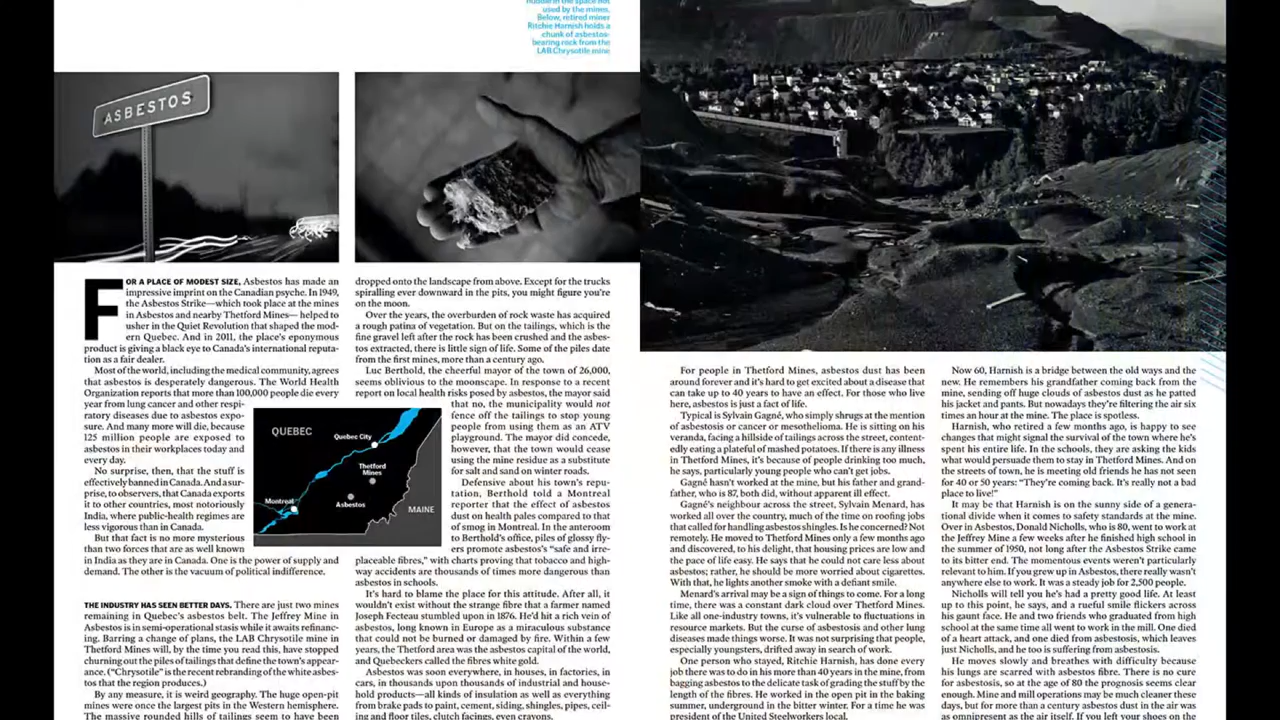 used by the mines.
Below, retired miner
Ritchie Harnish holds a
chunk of asbestos-
bearing rock from the
LAB Chrysotile mine
ASBESTOS
FOR A PLACE OF MODEST SIZE, Asbestos has made an
impressive imprint on the Canadian psyche. In 1949,
the Asbestos Strike—which took place at the mines
in Asbestos and nearby Thetford Mines—helped to
usher in the Quiet Revolution that shaped the mod-
ern Quebec. And in 2011, the place's eponymous
product is giving a black eye to Canada's international reputa-
tion as a fair dealer.
Most of the world, including the medical community, agrees
that asbestos is desperately dangerous. The World Health
Organization reports that more than 100,000 people die every
year from lung cancer and other respi-
ratory diseases due to asbestos expo-
sure. And many more will die, because
125 million people are exposed to
asbestos in their workplaces today and
every day.
No surprise, then, that the stuff is
effectively banned in Canada. And a sur-
prise, to observers, that Canada exports
it to other countries, most notoriously
India, where public-health regimes are
less vigorous than in Canada.
But that fact is no more mysterious
than two forces that are as well known
in India as they are in Canada. One is the power of supply and
demand. The other is the vacuum of political indifference.
THE INDUSTRY HAS SEEN BETTER DAYS. There are just two mines
remaining in Quebec's asbestos belt. The Jeffrey Mine in
Asbestos is in semi-operational stasis while it awaits refinanc-
ing. Barring a change of plans, the LAB Chrysotile mine in
Thetford Mines will, by the time you read this, have stopped
churning out the piles of tailings that define the town's appear-
ance. ("Chrysotile" is the recent rebranding of the white asbes-
tos that the region produces.)
By any measure, it is weird geography. The huge open-pit
mines were once the largest pits in the Western hemisphere.
The massive rounded hills of tailings seem to have been
dropped onto the landscape from above. Except for the trucks
spiralling ever downward in the pits, you might figure you're
on the moon.
Over the years, the overburden of rock waste has acquired
a rough patina of vegetation. But on the tailings, which is the
fine gravel left after the rock has been crushed and the asbes-
tos extracted, there is little sign of life. Some of the piles date
from the first mines, more than a century ago.
Luc Berthold, the cheerful mayor of the town of 26,000,
seems oblivious to the moonscape. In response to a recent
report on local health risks posed by asbestos, the mayor said
that no, the municipality would not
fence off the tailings to stop young
people from using them as an ATV
playground. The mayor did concede,
however, that the town would cease
using the mine residue as a substitute
for salt and sand on winter roads.
Defensive about his town's repu-
tation, Berthold told a Montreal
reporter that the effect of asbestos
dust on health pales compared to that
of smog in Montreal. In the anteroom
to Berthold's office, piles of glossy fly-
ers promote asbestos's "safe and irre-
placeable fibres," with charts proving that tobacco and high-
way accidents are thousands of times more dangerous than
asbestos in schools.
It's hard to blame the place for this attitude. After all, it
wouldn't exist without the strange fibre that a farmer named
Joseph Fecteau stumbled upon in 1876. He'd hit a rich vein of
asbestos, long known in Europe as a miraculous substance
that could not be burned or damaged by fire. Within a few
years, the Thetford area was the asbestos capital of the world,
and Quebeckers called the fibres white gold.
Asbestos was soon everywhere, in houses, in factories, in
cars, in thousands upon thousands of industrial and house-
hold products—all kinds of insulation as well as everything
from brake pads to paint, cement, siding, shingles, pipes, ceil-
ing and floor tiles, clutch facings, even crayons.
QUEBEC
Quebec City
Thetford
Mines
Montreal
Asbestos
MAINE
For people in Thetford Mines, asbestos dust has been
around forever and it's hard to get excited about a disease that
can take up to 40 years to have an effect. For those who live
here, asbestos is just a fact of life.
Typical is Sylvain Gagné, who simply shrugs at the mention
of asbestosis or cancer or mesothelioma. He is sitting on his
veranda, facing a hillside of tailings across the street, content-
edly eating a plateful of mashed potatoes. If there is any illness
in Thetford Mines, it's because of people drinking too much,
he says, particularly young people who can't get jobs.
Gagné hasn't worked at the mine, but his father and grand-
father, who is 87, both did, without apparent ill effect.
Gagné's neighbour across the street, Sylvain Menard, has
worked all over the country, much of the time on roofing jobs
that called for handling asbestos shingles. Is he concerned? Not
remotely. He moved to Thetford Mines only a few months ago
and discovered, to his delight, that housing prices are low and
the pace of life easy. He says that he could not care less about
asbestos; rather, he should be more worried about cigarettes.
With that, he lights another smoke with a defiant smile.
Menard's arrival may be a sign of things to come. For a long
time, there was a constant dark cloud over Thetford Mines.
Like all one-industry towns, it's vulnerable to fluctuations in
resource markets. But the curse of asbestosis and other lung
diseases made things worse. It was not surprising that people,
especially youngsters, drifted away in search of work.
One person who stayed, Ritchie Harnish, has done every
job there was to do in his more than 40 years in the mine, from
bagging asbestos to the delicate task of grading the stuff by the
length of the fibres. He worked in the open pit in the baking
summer, underground in the bitter winter. For a time he was
president of the United Steelworkers local.
Now 60, Harnish is a bridge between the old ways and the
new. He remembers his grandfather coming back from the
mine, sending off huge clouds of asbestos dust as he patted
his jacket and pants. But nowadays they're filtering the air six
times an hour at the mine. The place is spotless.
Harnish, who retired a few months ago, is happy to see
changes that might signal the survival of the town where he's
spent his entire life. In the schools, they are asking the kids
what would persuade them to stay in Thetford Mines. And on
the streets of town, he is meeting old friends he has not seen
for 40 or 50 years: "They're coming back. It's really not a bad
place to live!"
It may be that Harnish is on the sunny side of a genera-
tional divide when it comes to safety standards at the mine.
Over in Asbestos, Donald Nicholls, who is 80, went to work at
the Jeffrey Mine a few weeks after he finished high school in
the summer of 1950, not long after the Asbestos Strike came
to its bitter end. The momentous events weren't particularly
relevant to him. If you grew up in Asbestos, there really wasn't
anywhere else to work. It was a steady job for 2,500 people.
Nicholls will tell you he's had a pretty good life. At least
up to this point, he says, and a rueful smile flickers across
his gaunt face. He and two friends who graduated from high
school at the same time all went to work in the mill. One died
of a heart attack, and one died from asbestosis, which leaves
just Nicholls, and he too is suffering from asbestosis.
He moves slowly and breathes with difficulty because
his lungs are scarred with asbestos fibre. There is no cure
for asbestosis, so at the age of 80 the prognosis seems clear
enough. Mine and mill operations may be much cleaner these
days, but for more than a century asbestos dust in the air was
as omnipresent as the air itself. If you left your shoes on the